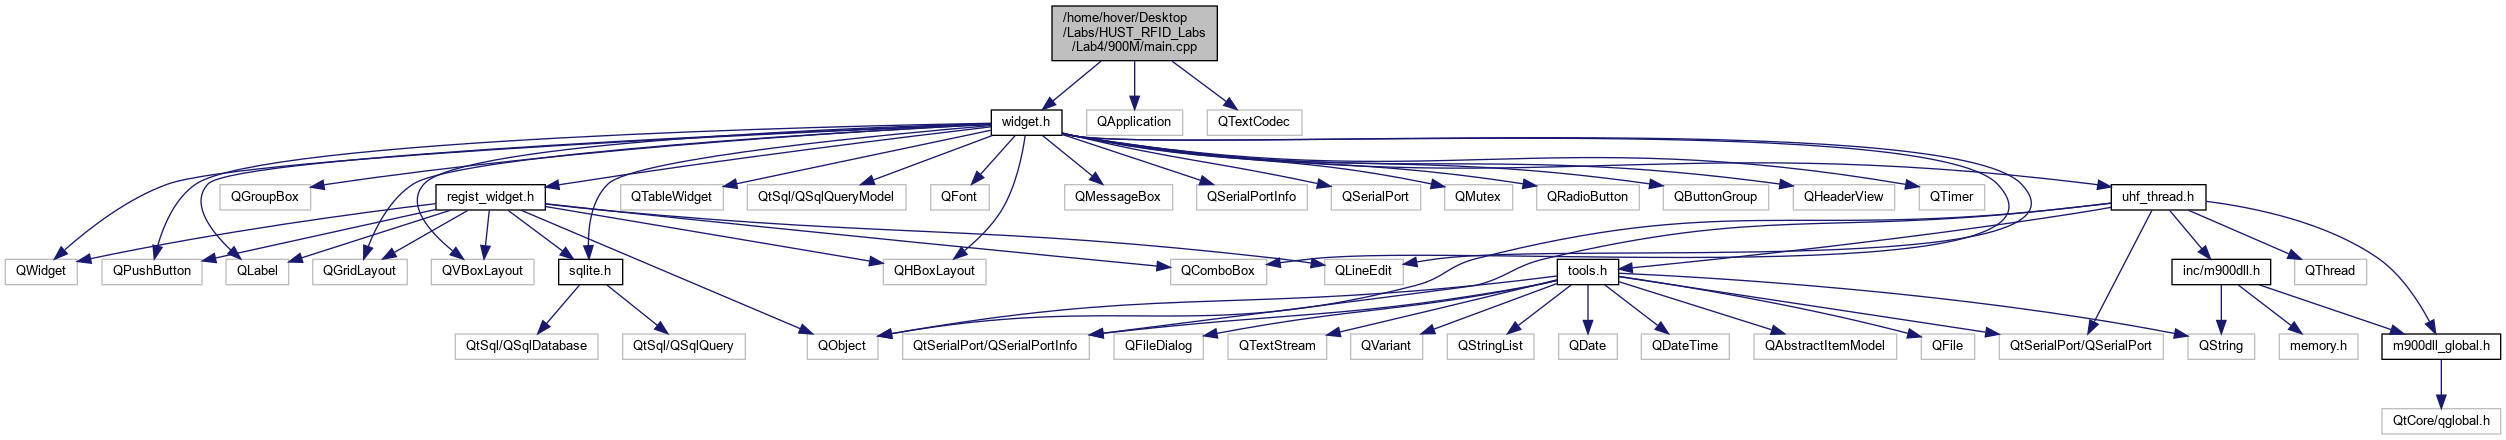 /home/hover/Desktop
/Labs/HUST_RFID_Labs
/Lab4/900M/main.cpp
widget.h
QApplication
QTextCodec
QGroupBox
regist_widget.h
QTableWidget
QtSql/QSqlQueryModel
QFont
QMessageBox
QSerialPortInfo
QSerialPort
QMutex
QRadioButton
QButtonGroup
QHeaderView
QTimer
uhf_thread.h
QWidget
QPushButton
QLabel
QGridLayout
QVBoxLayout
sqlite.h
QHBoxLayout
QComboBox
QLineEdit
tools.h
inc/m900dll.h
QThread
QtSql/QSqlDatabase
QtSql/QSqlQuery
QObject
QtSerialPort/QSerialPortInfo
QFileDialog
QTextStream
QVariant
QStringList
QDate
QDateTime
QAbstractItemModel
QFile
QtSerialPort/QSerialPort
QString
memory.h
m900dll_global.h
QtCore/qglobal.h